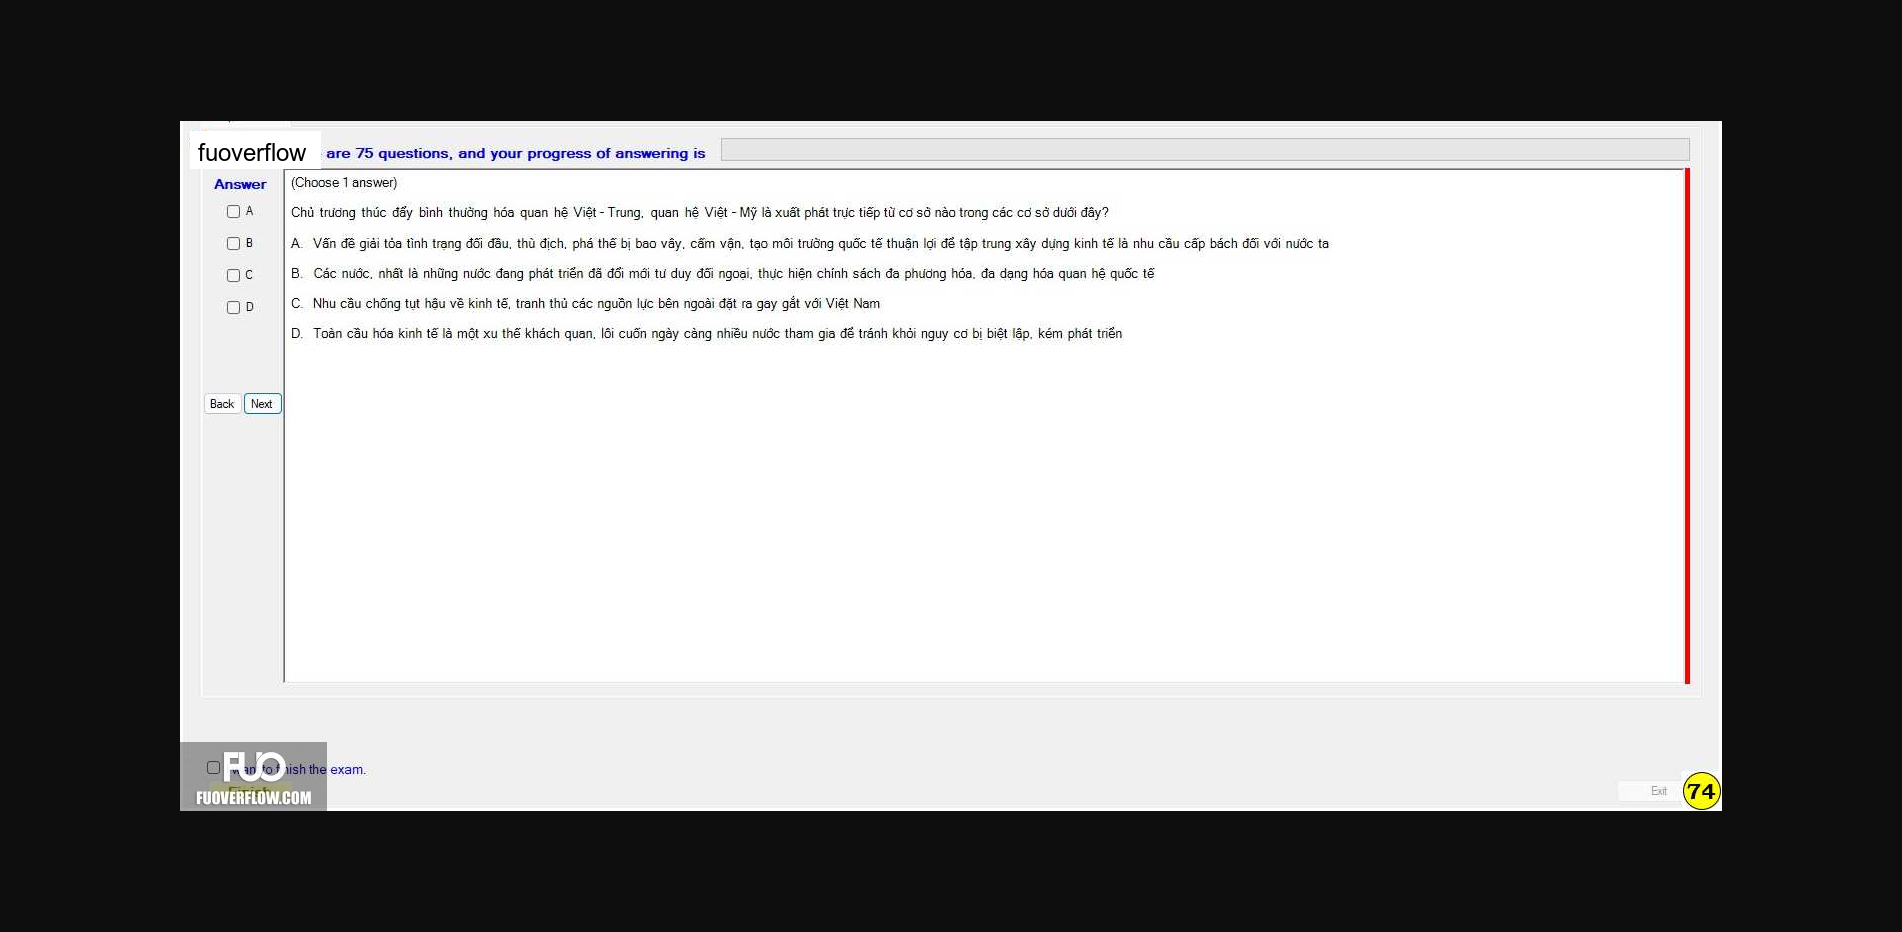 fuoverflow are 75 questions, and your progress of answering is
Answer
(Choose 1 answer)
A
Chủ trương thúc đẩy bình thường hóa quan hệ Việt - Trung, quan hệ Việt - Mỹ là xuất phát trực tiếp từ cơ sở nào trong các cơ sở dưới đây?
B
A. Vấn đề giải tỏa tình trạng đối đầu, thù địch, phá thế bị bao vây, cấm vận, tạo môi trường quốc tế thuận lợi để tập trung xây dựng kinh tế là nhu cầu cấp bách đối với nước ta
C
B. Các nước, nhất là những nước đang phát triển đã đổi mới tư duy đối ngoại, thực hiện chính sách đa phương hóa, đa dạng hóa quan hệ quốc tế
D
C. Nhu cầu chống tụt hậu về kinh tế, tranh thủ các nguồn lực bên ngoài đặt ra gay gắt với Việt Nam
D. Toàn cầu hóa kinh tế là một xu thế khách quan, lôi cuốn ngày càng nhiều nước tham gia để tránh khỏi nguy cơ bị biệt lập, kém phát triển
Back Next
FUO
the exam.
FUOVERFLOW.COM
Exit
74